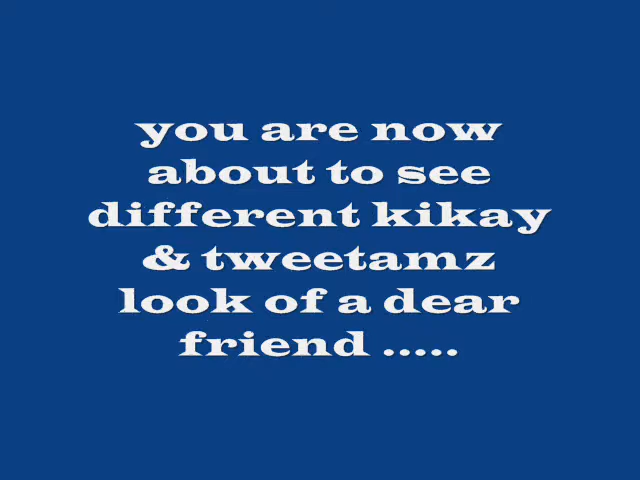 you are now
about to see
different kikay
& tweetamz
look of a dear
friend .....